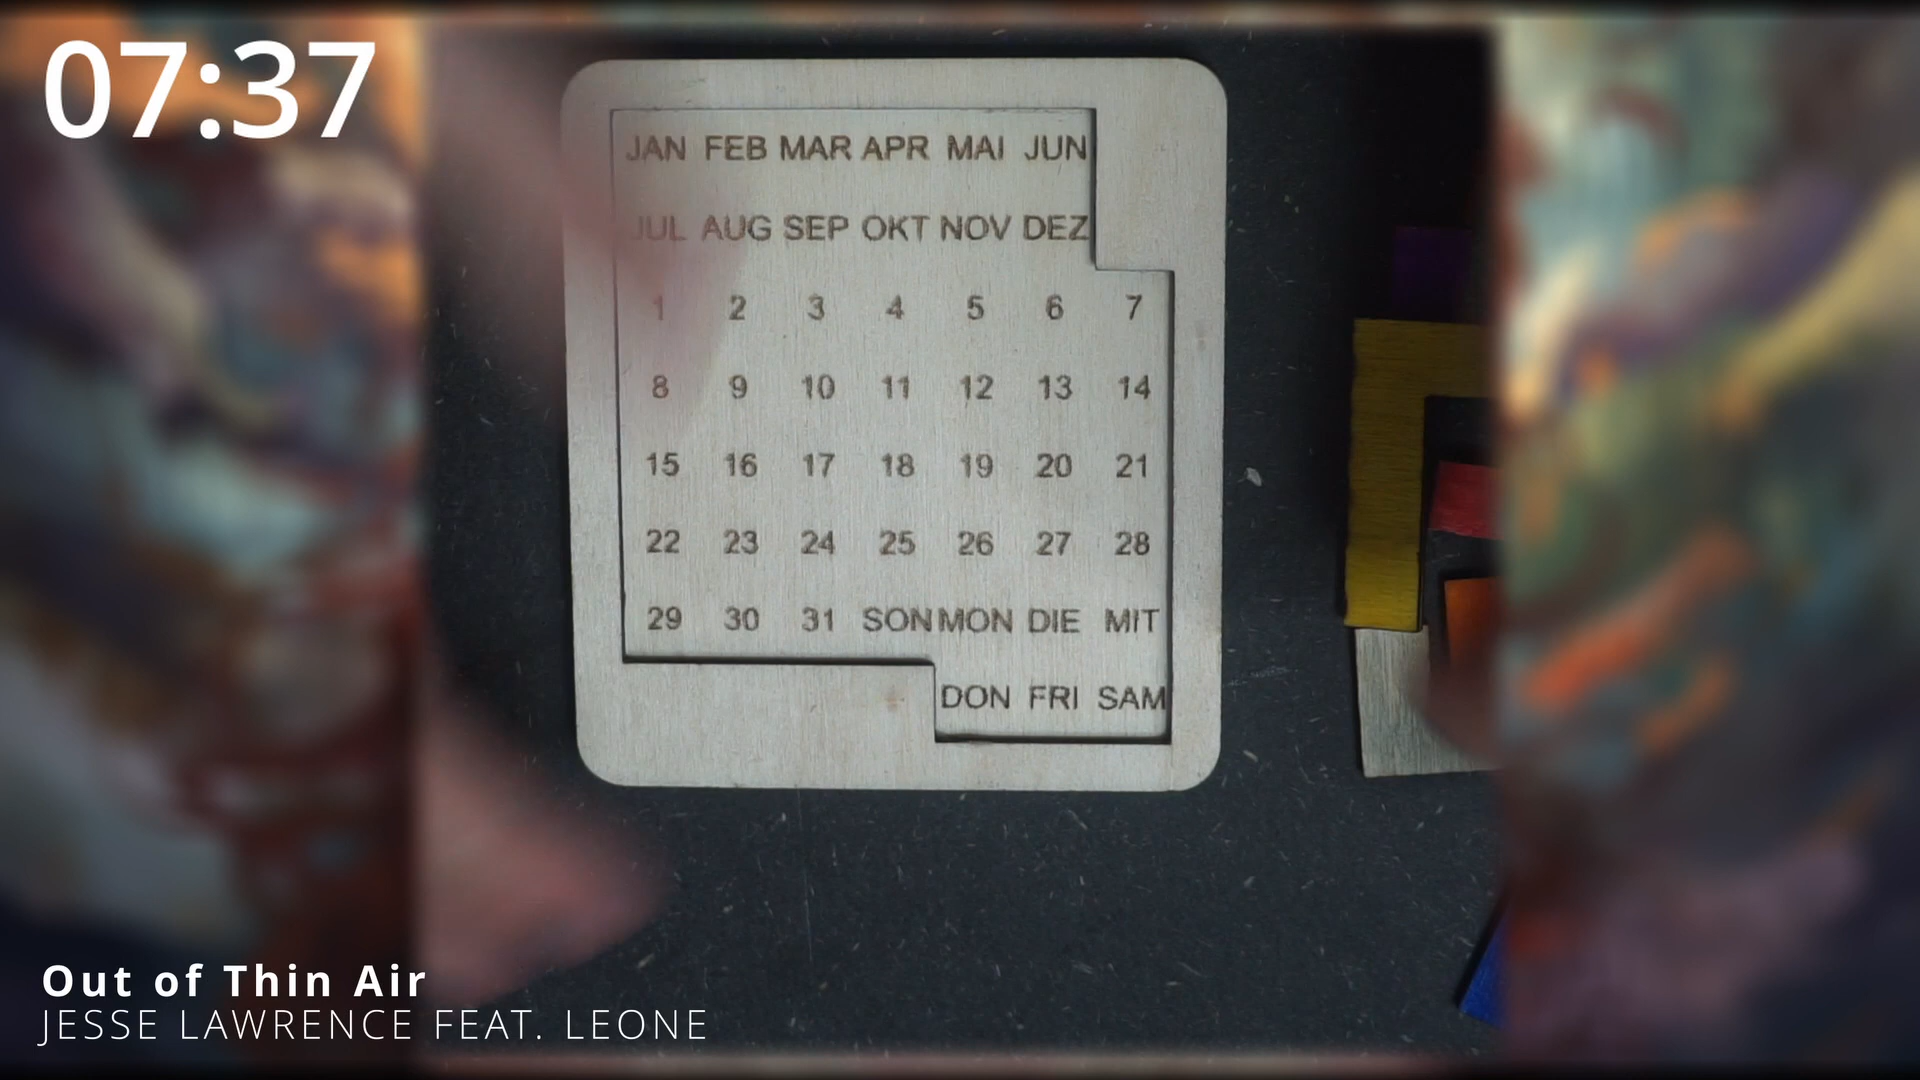 07:37
JAN FEB MAR APR MAI JUN
JUL AUG SEP OKT NOV DEZ
1 2 3 4 5 6 7
8 9 10 11 12 13 14
15 16 17 18 19 20 21
22 23 24 25 26 27 28
29 30 31 SON MON DIE MIT
DON FRI SAM
Out of Thin Air
JESSE LAWRENCE FEAT. LEONE